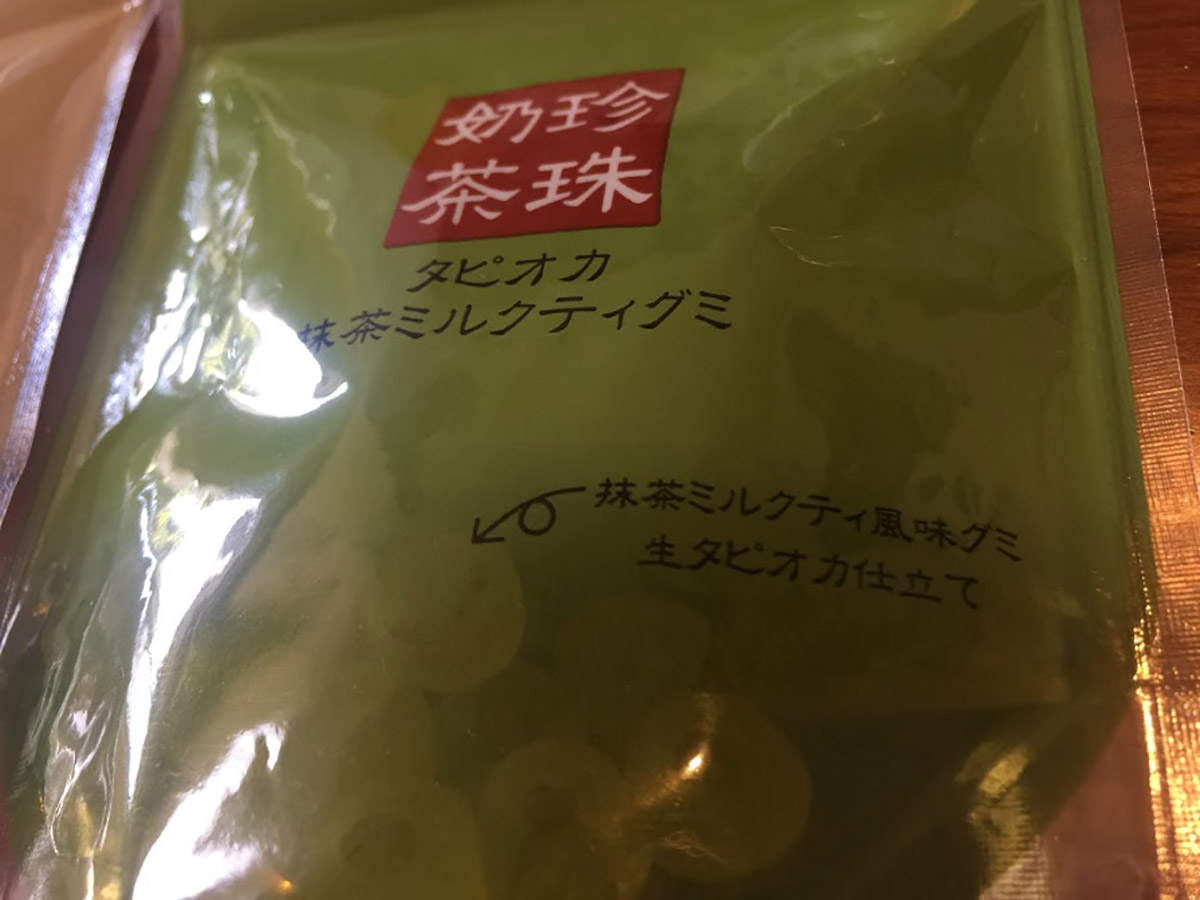 珍珠
奶茶
タピオカ
抹茶ミルクティグミ
抹茶ミルクティ風味グミ
生タピオカ仕立て